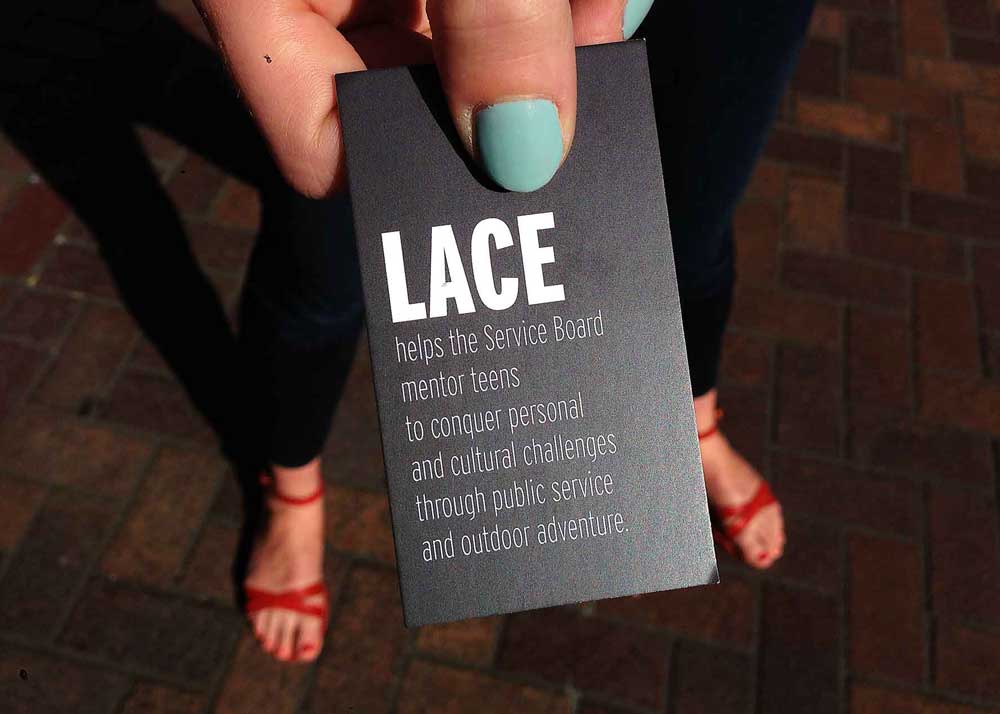 LACE
helps the Service Board
mentor teens
to conquer personal
and cultural challenges
through public service
and outdoor adventure.